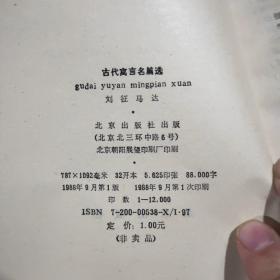 古代寓言名篇选
gudai yuyan mingpian xuan
刘征马达
北京出版社出版
(北京北三环中路6号)
北京朝阳展望印刷厂印刷
787×1092毫米 32开本 5.625印张 88,000字
1988年9月第1版 1988年9月第1次印刷
印数 1-12,000
ISBN 7-200-00538-X/I·97
定价:1.00元
(非卖品)